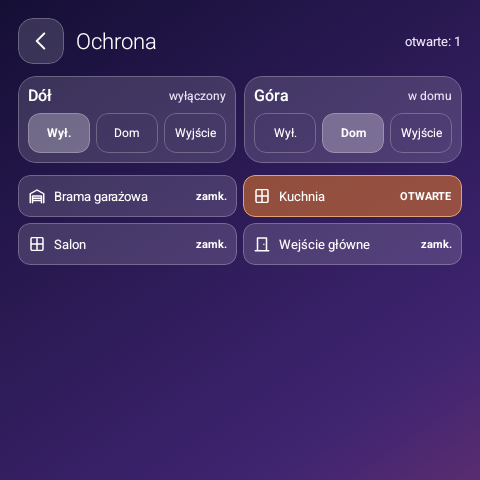 Ochrona
otwarte: 1
Dół
wyłączony
Wył.
Dom
Wyjście
Góra
w domu
Wył.
Dom
Wyjście
Brama garażowa
zamk.
Kuchnia
OTWARTE
Salon
zamk.
Wejście główne
zamk.